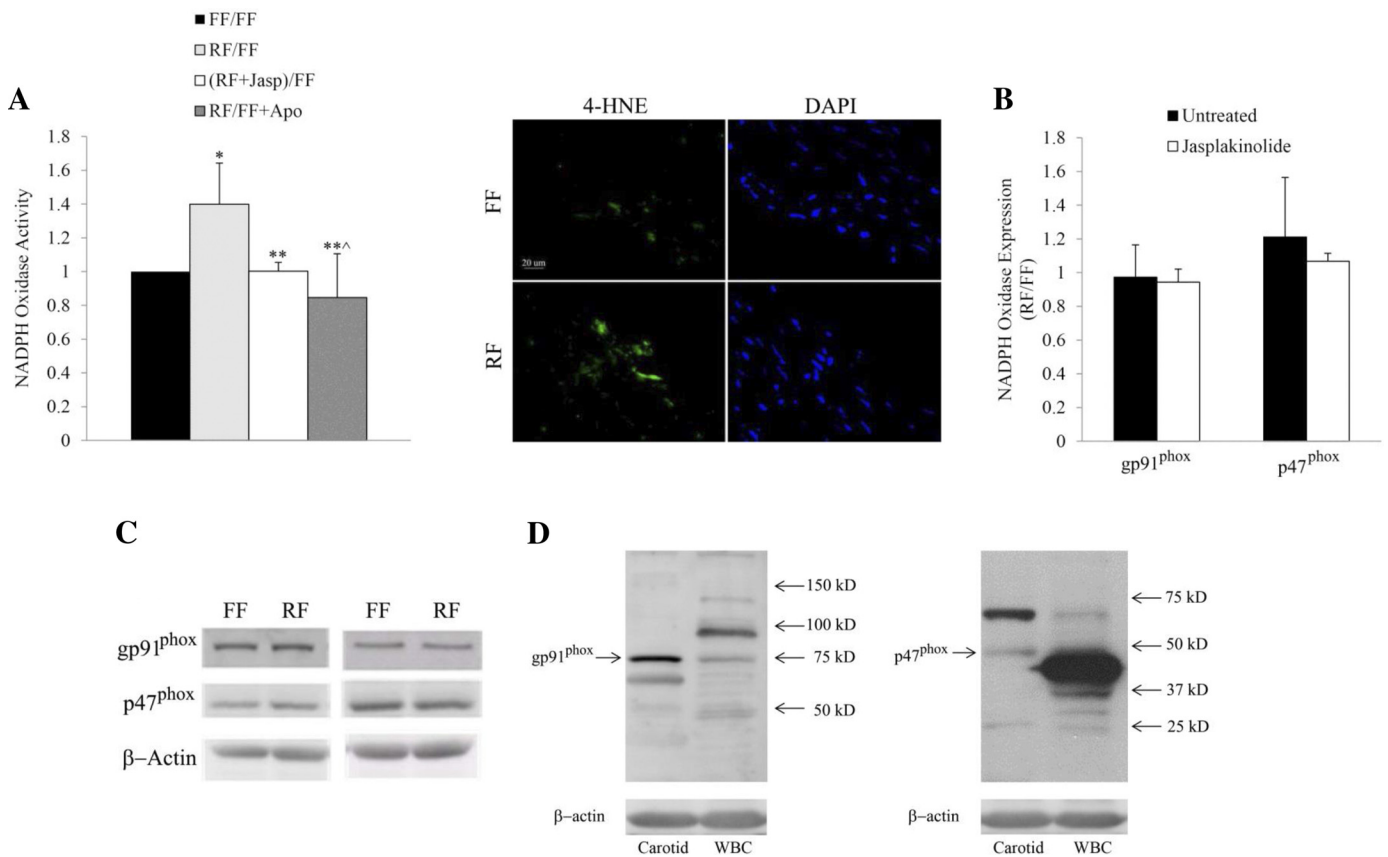 A
FF/FF
RF/FF
(RF+Jasp)/FF
RF/FF+Apo
NADPH Oxidase Activity
1.8
1.6
1.4
1.2
1
0.8
0.6
0.4
0.2
0
*
**
**^
4-HNE
DAPI
FF
RF
20 um
B
Untreated
Jasplakinolide
NADPH Oxidase Expression
(RF/FF)
1.8
1.6
1.4
1.2
1
0.8
0.6
0.4
0.2
0
gp91phox
p47phox
C
FF RF FF RF
gp91phox
p47phox
β−Actin
D
gp91phox
150 kD
100 kD
75 kD
50 kD
β−actin
Carotid WBC
p47phox
75 kD
50 kD
37 kD
25 kD
β−actin
Carotid WBC